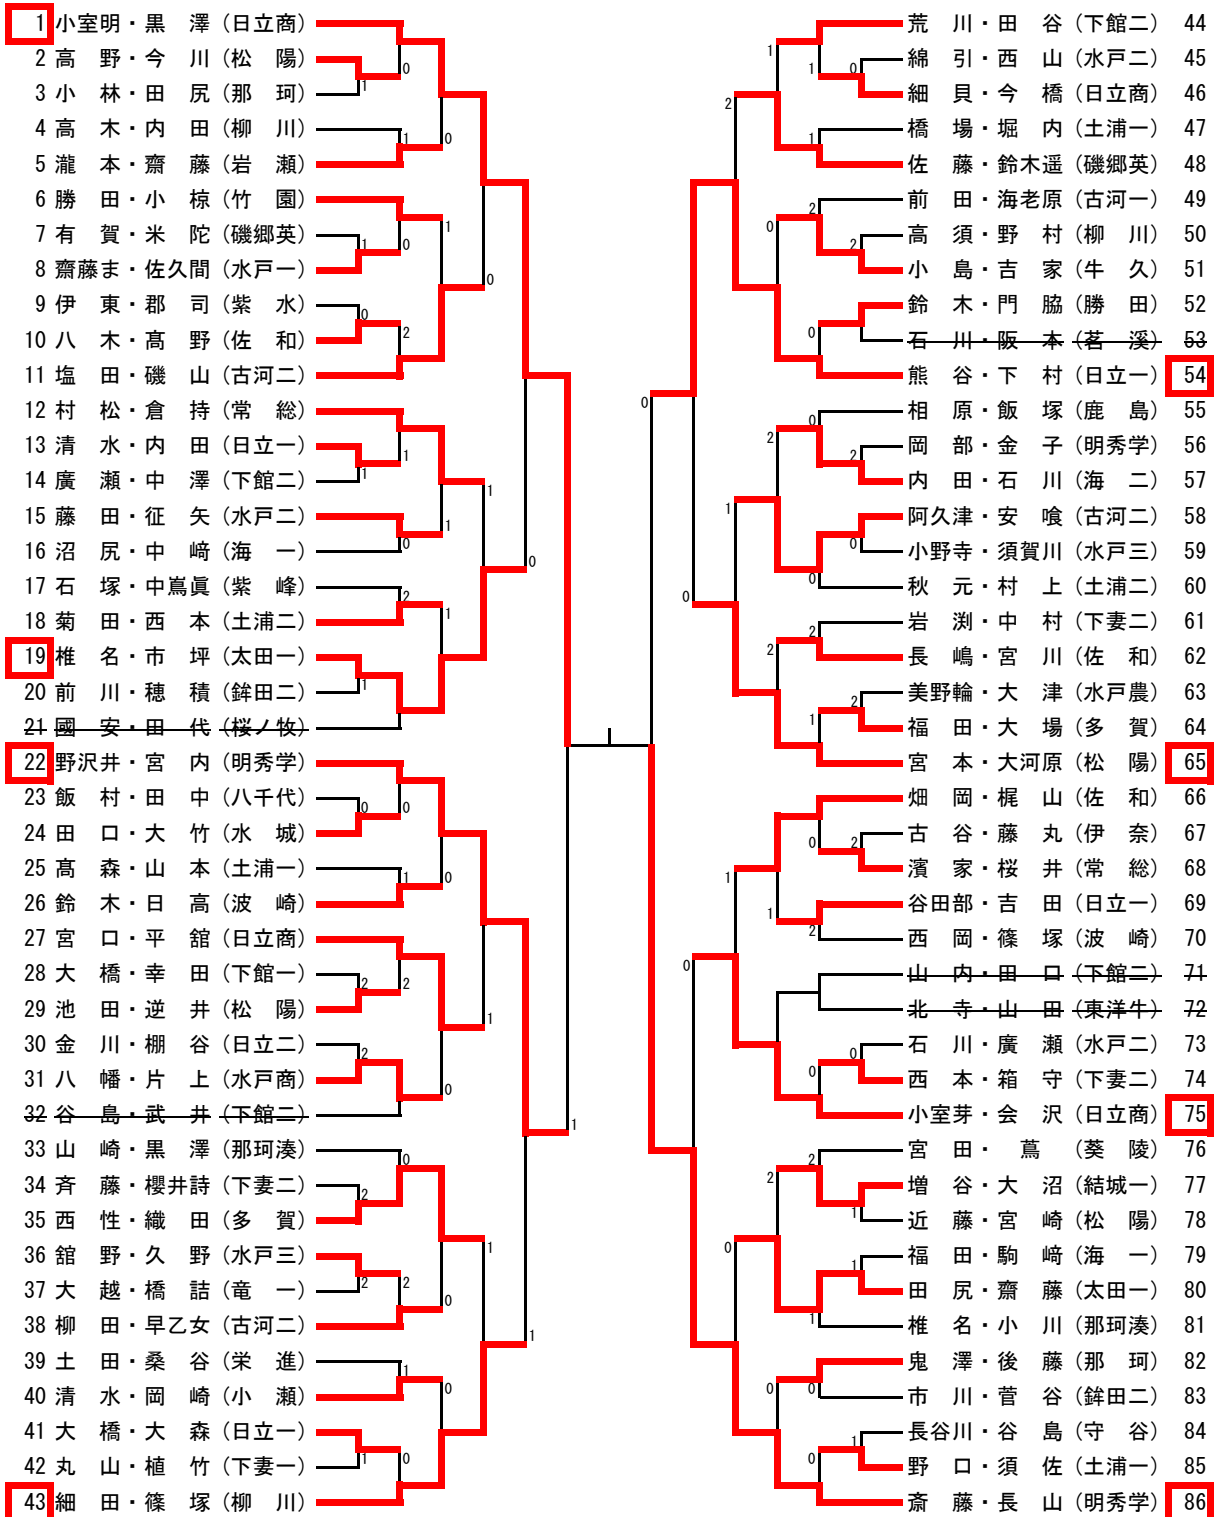 1 小室明・黒　澤（日立商）
2 高　野・今　川（松　陽）
3 小　林・田　尻（那　珂）
4 高　木・内　田（柳　川）
5 瀧　本・齋　藤（岩　瀬）
6 勝　田・小　椋（竹　園）
7 有　賀・米　陀（磯郷英）
8 齋藤ま・佐久間（水戸一）
9 伊　東・郡　司（紫　水）
10 八　木・髙　野（佐　和）
11 塩　田・磯　山（古河二）
12 村　松・倉　持（常　総）
13 清　水・内　田（日立一）
14 廣　瀬・中　澤（下館二）
15 藤　田・征　矢（水戸二）
16 沼　尻・中　﨑（海　一）
17 石　塚・中嶌眞（紫　峰）
18 菊　田・西　本（土浦二）
19 椎　名・市　坪（太田一）
20 前　川・穂　積（鉾田二）
21 國　安・田　代（桜ノ牧）
22 野沢井・宮　内（明秀学）
23 飯　村・田　中（八千代）
24 田　口・大　竹（水　城）
25 髙　森・山　本（土浦一）
26 鈴　木・日　高（波　崎）
27 宮　口・平　舘（日立商）
28 大　橋・幸　田（下館一）
29 池　田・逆　井（松　陽）
30 金　川・棚　谷（日立二）
31 八　幡・片　上（水戸商）
32 谷　島・武　井（下館二）
33 山　崎・黒　澤（那珂湊）
34 斉　藤・櫻井詩（下妻二）
35 西　性・織　田（多　賀）
36 舘　野・久　野（水戸三）
37 大　越・橋　詰（竜　一）
38 柳　田・早乙女（古河二）
39 土　田・桑　谷（栄　進）
40 清　水・岡　崎（小　瀬）
41 大　橋・大　森（日立一）
42 丸　山・植　竹（下妻一）
43 細　田・篠　塚（柳　川）
荒　川・田　谷（下館二） 44
綿　引・西　山（水戸二） 45
細　貝・今　橋（日立商） 46
橋　場・堀　内（土浦一） 47
佐　藤・鈴木遥（磯郷英） 48
前　田・海老原（古河一） 49
高　須・野　村（柳　川） 50
小　島・吉　家（牛　久） 51
鈴　木・門　脇（勝　田） 52
石　川・阪　本（茗　溪） 53
熊　谷・下　村（日立一） 54
相　原・飯　塚（鹿　島） 55
岡　部・金　子（明秀学） 56
内　田・石　川（海　二） 57
阿久津・安　喰（古河二） 58
小野寺・須賀川（水戸三） 59
秋　元・村　上（土浦二） 60
岩　渕・中　村（下妻二） 61
長　嶋・宮　川（佐　和） 62
美野輪・大　津（水戸農） 63
福　田・大　場（多　賀） 64
宮　本・大河原（松　陽） 65
畑　岡・梶　山（佐　和） 66
古　谷・藤　丸（伊　奈） 67
濱　家・桜　井（常　総） 68
谷田部・吉　田（日立一） 69
西　岡・篠　塚（波　崎） 70
山　内・田　口（下館二） 71
北　寺・山　田（東洋牛） 72
石　川・廣　瀬（水戸二） 73
西　本・箱　守（下妻二） 74
小室芽・会　沢（日立商） 75
宮　田・　蔦　（葵　陵） 76
増　谷・大　沼（結城一） 77
近　藤・宮　崎（松　陽） 78
福　田・駒　﨑（海　一） 79
田　尻・齋　藤（太田一） 80
椎　名・小　川（那珂湊） 81
鬼　澤・後　藤（那　珂） 82
市　川・菅　谷（鉾田二） 83
長谷川・谷　島（守　谷） 84
野　口・須　佐（土浦一） 85
斎　藤・長　山（明秀学） 86